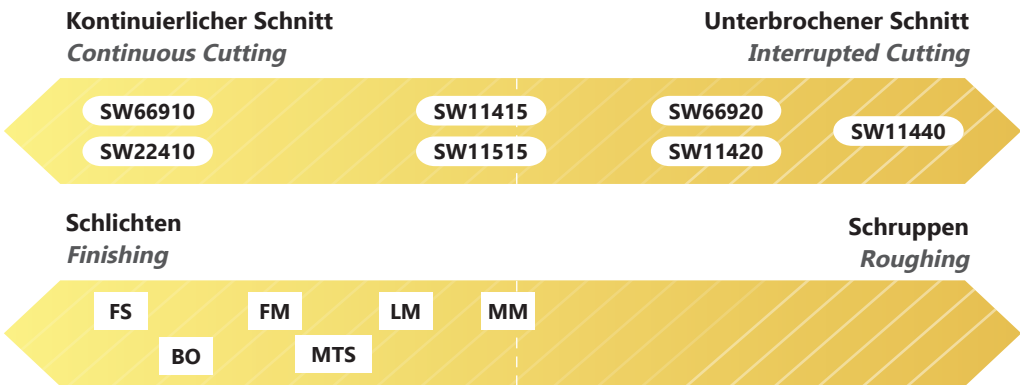 Kontinuierlicher Schnitt
Continuous Cutting
Unterbrochener Schnitt
Interrupted Cutting
SW66910
SW11415
SW66920
SW11440
SW22410
SW11515
SW11420
Schlichten
Finishing
Schruppen
Roughing
FS
FM
LM
MM
BO
MTS